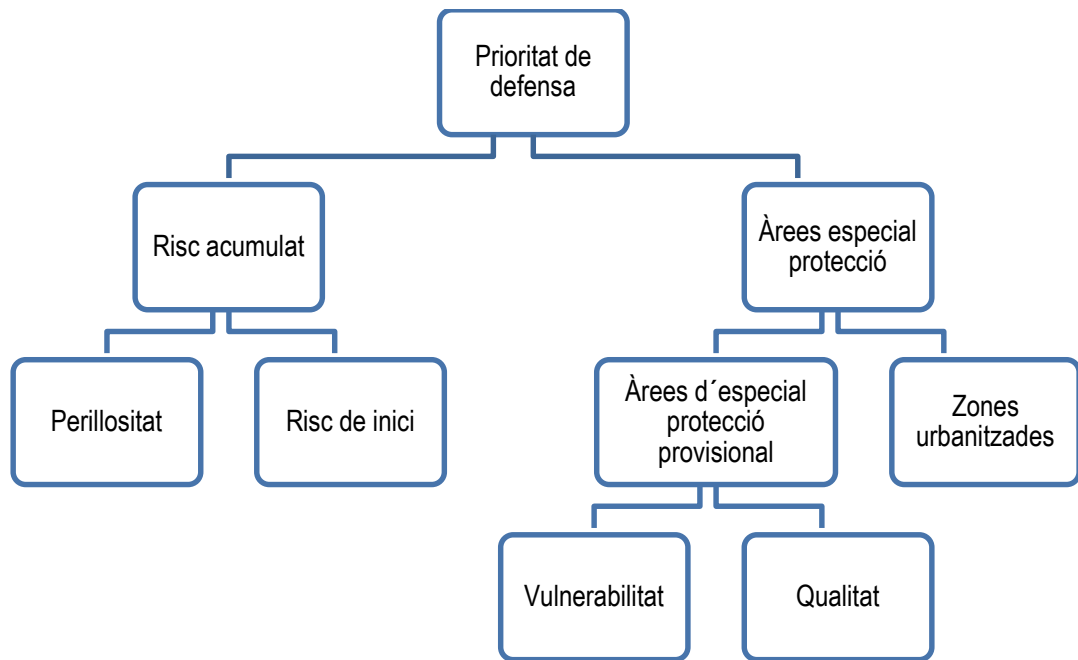 Prioritat de
defensa
Risc acumulat
Àrees especial
protecció
Perillositat
Risc de inici
Àrees d´especial
protecció
provisional
Zones
urbanitzades
Vulnerabilitat
Qualitat